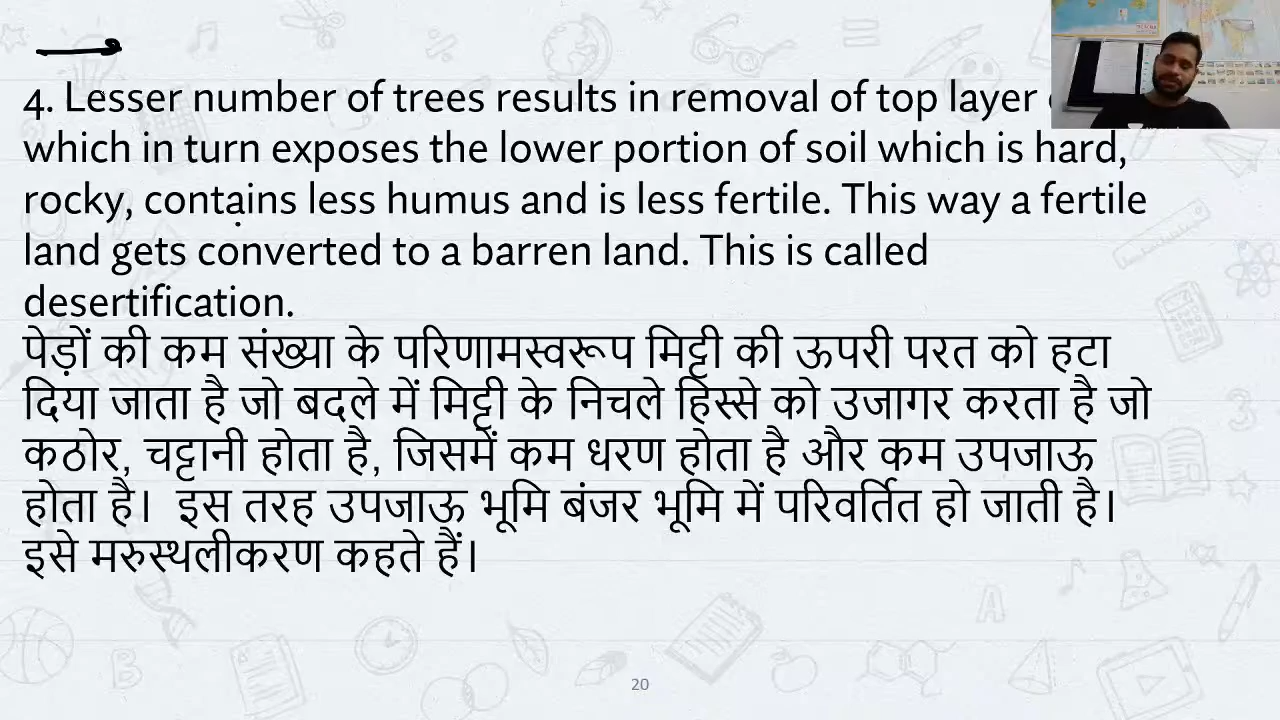 4. Lesser number of trees results in removal of top layer
which in turn exposes the lower portion of soil which is hard,
rocky, contains less humus and is less fertile. This way a fertile
land gets converted to a barren land. This is called
desertification.
पेड़ों की कम संख्या के परिणामस्वरूप मिट्टी की ऊपरी परत को हटा
दिया जाता है जो बदले में मिट्टी के निचले हिस्से को उजागर करता है जो
कठोर, चट्टानी होता है, जिसमें कम धरण होता है और कम उपजाऊ
होता है। इस तरह उपजाऊ भूमि बंजर भूमि में परिवर्तित हो जाती है।
इसे मरुस्थलीकरण कहते हैं।
20